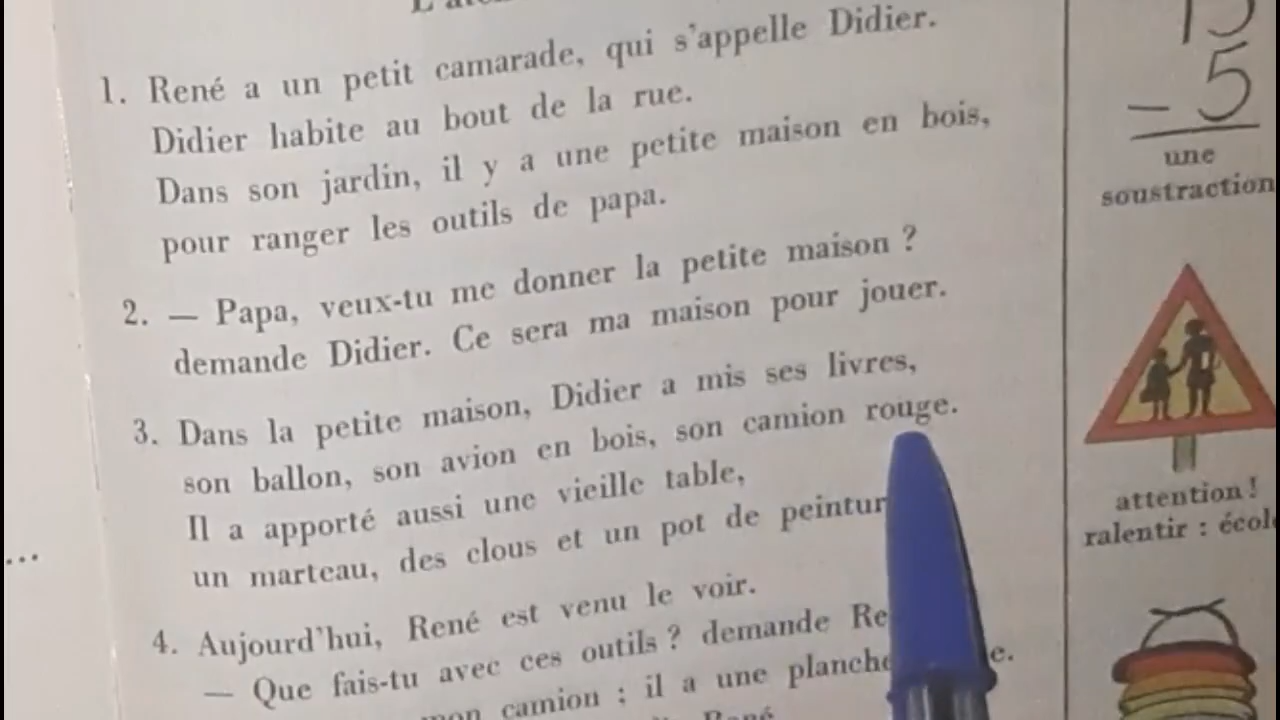 1. René a un petit camarade, qui s'appelle Didier.
Didier habite au bout de la rue.
Dans son jardin, il y a une petite maison en bois,
pour ranger les outils de papa.
2. — Papa, veux-tu me donner la petite maison ?
demande Didier. Ce sera ma maison pour jouer.
3. Dans la petite maison, Didier a mis ses livres,
son ballon, son avion en bois, son camion rouge.
Il a apporté aussi une vieille table,
un marteau, des clous et un pot de peintur
4. Aujourd'hui, René est venu le voir.
— Que fais-tu avec ces outils ? demande Re
mon camion ; il a une planche e.
René
...
- 5
une
soustraction
attention !
ralentir : écol